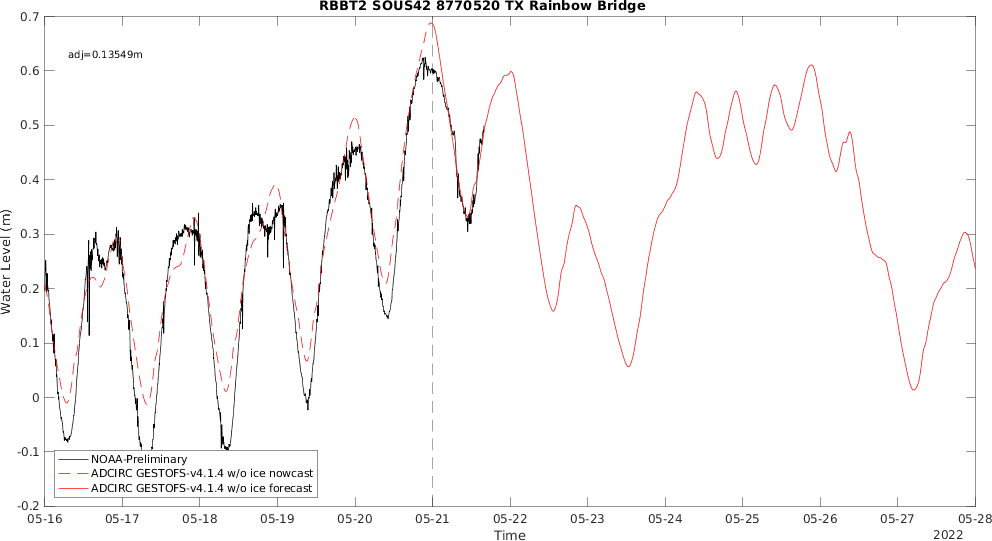 RBBT2 SOUS42 8770520 TX Rainbow Bridge
adj=0.13549m
0.7
0.6
0.5
0.4
0.3
0.2
0.1
0
-0.1
-0.2
Water Level (m)
NOAA-Preliminary
ADCIRC GESTOFS-v4.1.4 w/o ice nowcast
ADCIRC GESTOFS-v4.1.4 w/o ice forecast
05-16 05-17 05-18 05-19 05-20 05-21 05-22 05-23 05-24 05-25 05-26 05-27 05-28
Time
2022